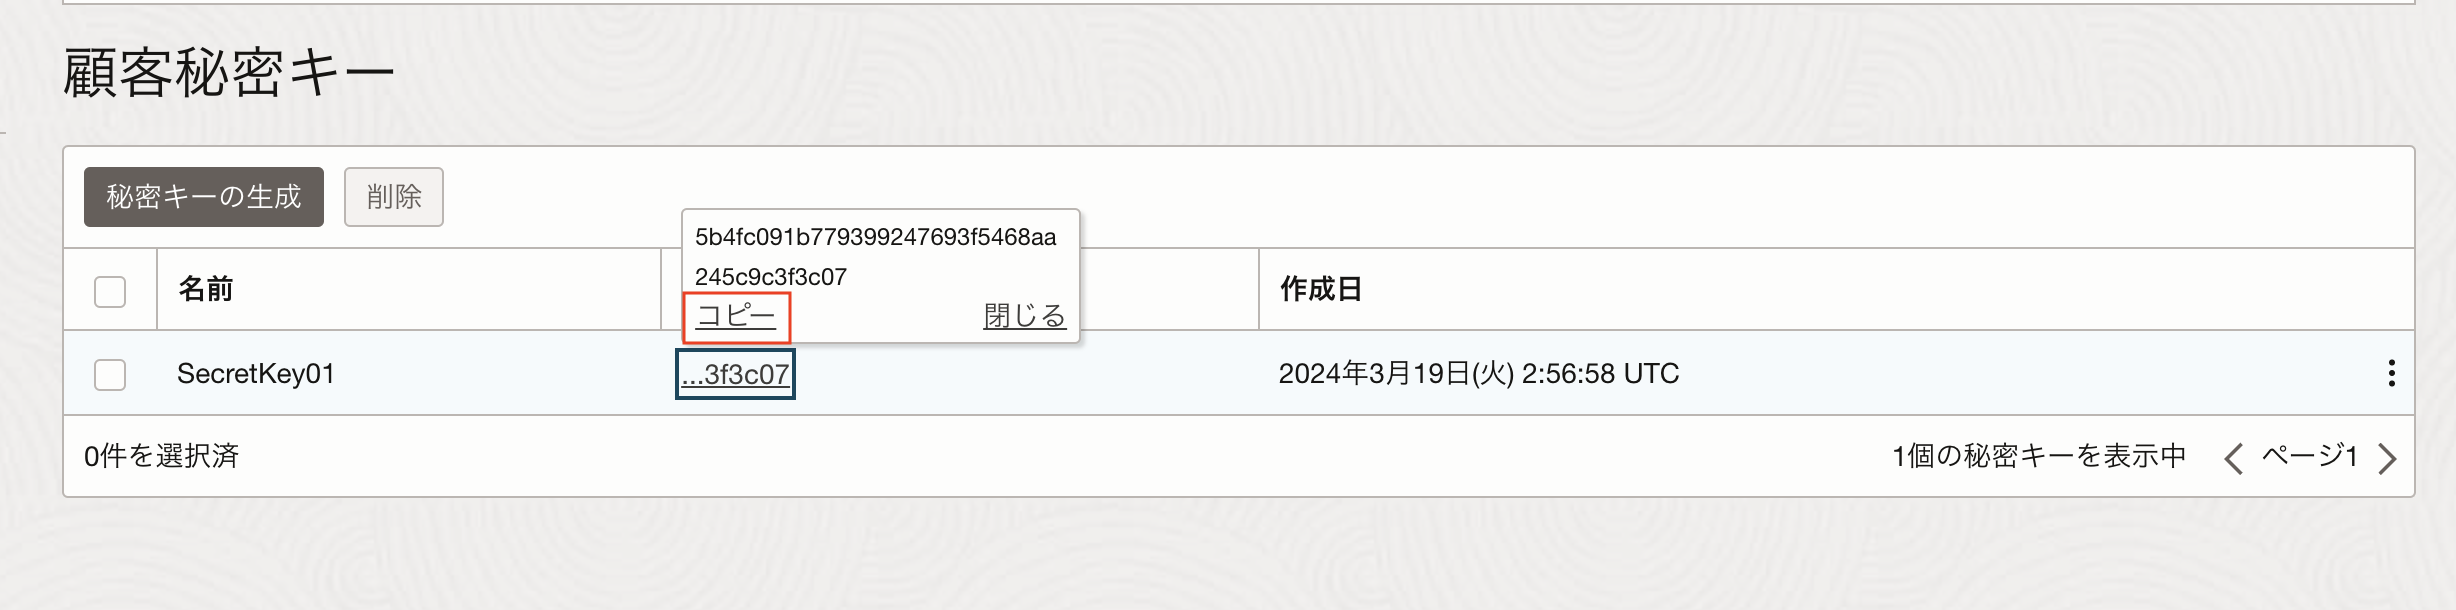 顧客秘密キー
秘密キーの生成 削除
5b4fc091b779399247693f5468aa
245c9c3f3c07
コピー 閉じる
名前 作成日
SecretKey01 ...3f3c07 2024年3月19日(火) 2:56:58 UTC
0件を選択済 1個の秘密キーを表示中 ページ1